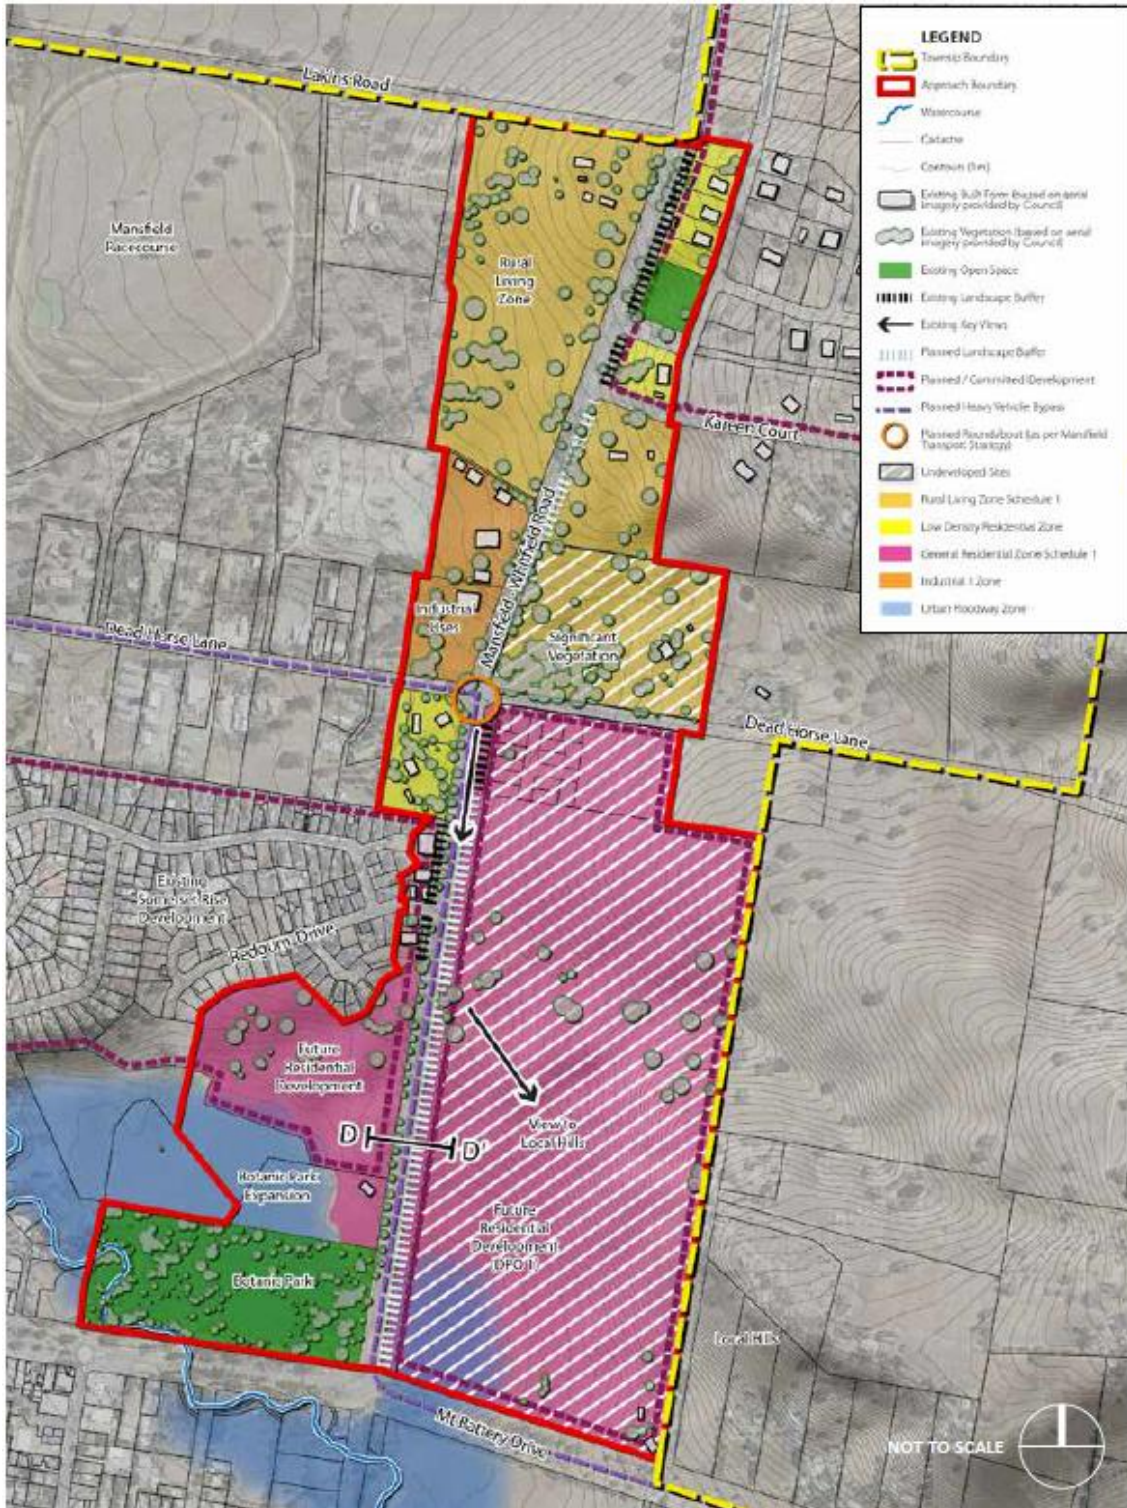 LEGEND
Township Boundary
Approach Boundary
Watercourse
Cadastre
Contours (1m)
Existing Built Form (based on aerial
imagery provided by Council)
Existing Vegetation (based on aerial
imagery provided by Council)
Existing Open Space
Existing Landscape Buffer
Existing Key Views
Planned Landscape Buffer
Planned / Committed Development
Planned Heavy Vehicle Bypass
Planned Roundabout (as per Mansfield
Transport Strategy)
Undeveloped Sites
Rural Living Zone Schedule 1
Low Density Residential Zone
General Residential Zone Schedule 1
Industrial 1 Zone
Urban Floodway Zone
Lakins Road
Mansfield
Racecourse
Rural
Living
Zone
Kareen Court
Mansfield - Whitfield Road
Industrial
Uses
Dead Horse Lane
Significant
Vegetation
Dead Horse Lane
Existing
Somerset Rise
Development
Redgum Drive
Future
Residential
Development
View to
Local Hills
D
D'
Botanic Park
Expansion
Future
Residential
Development
(DPO 1)
Botanic Park
Local Hills
Mt Battery Drive
NOT TO SCALE